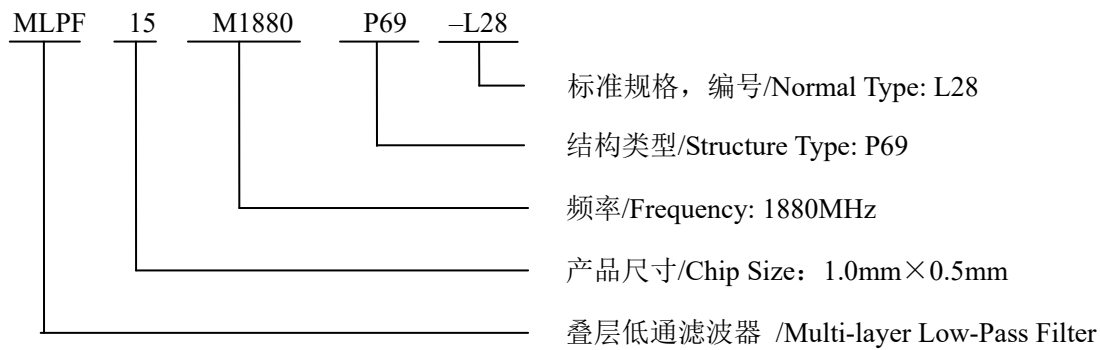 MLPF 15 M1880 P69 –L28
标准规格，编号/Normal Type: L28
结构类型/Structure Type: P69
频率/Frequency: 1880MHz
产品尺寸/Chip Size：1.0mm×0.5mm
叠层低通滤波器 /Multi-layer Low-Pass Filter